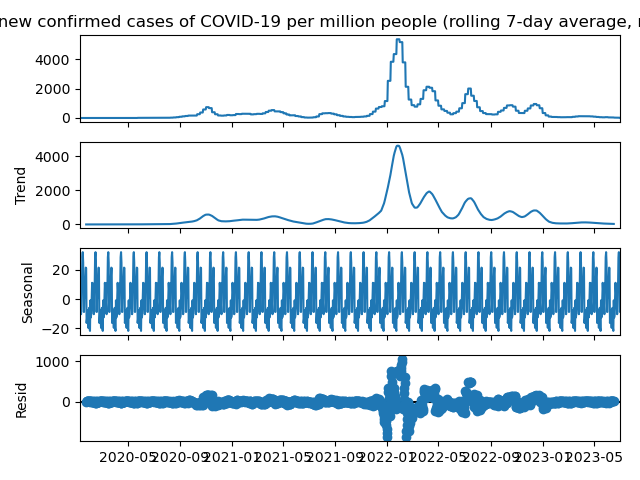 new confirmed cases of COVID-19 per million people (rolling 7-day average,
4000
2000
0
4000
2000
0
Trend
20
0
−20
Seasonal
1000
0
Resid
2020-05 2020-09 2021-01 2021-05 2021-09 2022-01 2022-05 2022-09 2023-01 2023-05